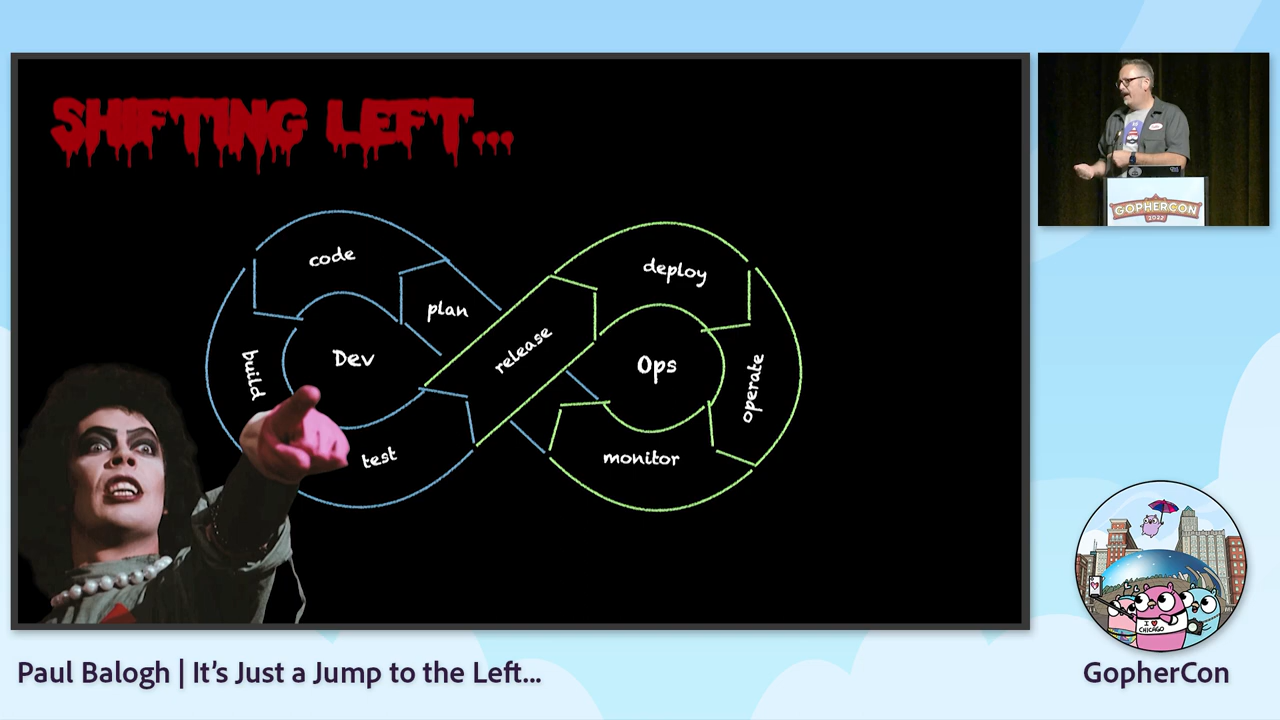 SHIFTING LEFT...
code
plan
deploy
release
Dev
Ops
build
operate
test
monitor
GOPHERCON
2022
I ♥
CHICAGO
Paul Balogh | It's Just a Jump to the Left...
GopherCon